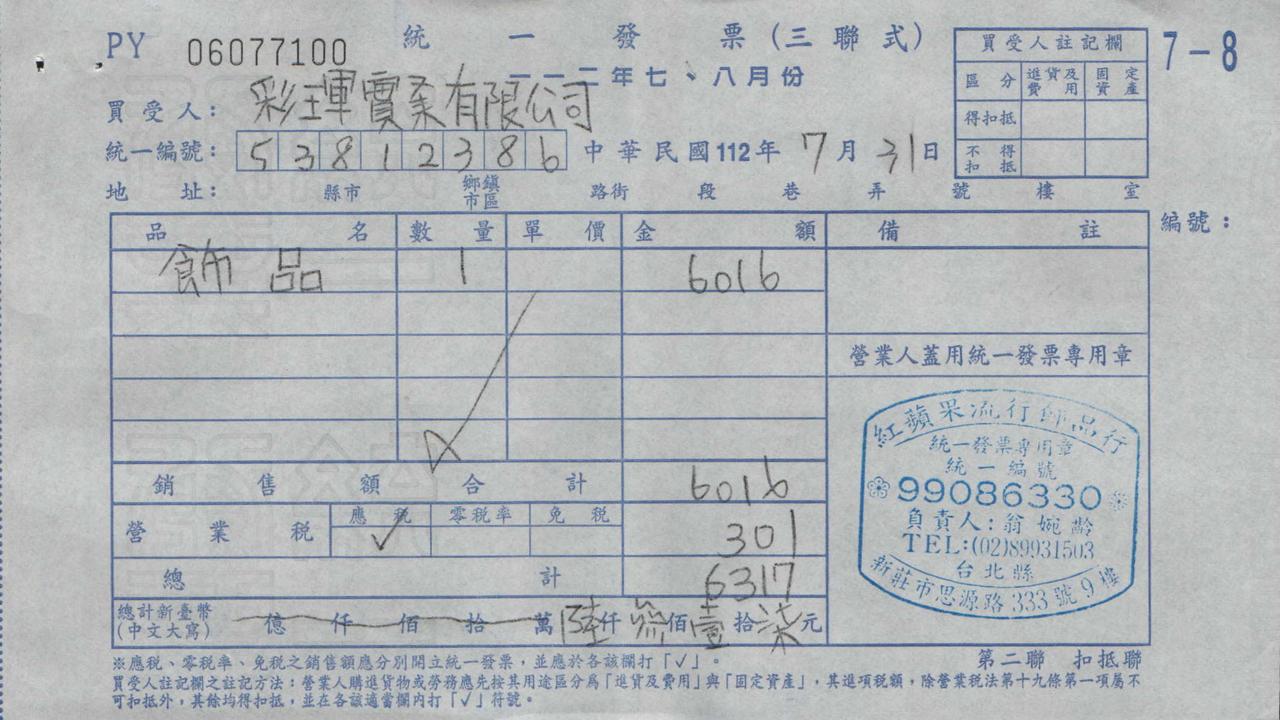 PY 06077100 統一發票(三聯式) 7-8
一一二年七、八月份
買受人:彩琿實業有限公司
統一編號:53812386 中華民國112年7月31日
地址: 縣市 鄉鎮市區 路街 段 巷 弄 號 樓 室
買受人註記欄
區分 進貨及費用 固定資產
得扣抵
不得扣抵
編號:
品名 數量 單價 金額 備註
飾品 1 6016
營業人蓋用統一發票專用章
銷售額合計 6016
營業稅 應稅 ✓ 零稅率 免稅 301
總計 6317
總計新臺幣(中文大寫) 億仟佰拾萬陸仟叁佰壹拾柒元
紅蘋果流行飾品行
統一發票專用章
統一編號
99086330
負責人:翁婉齡
TEL:(02)89931503
台北縣
新莊市思源路333號9樓
※應稅、零稅率、免稅之銷售額應分別開立統一發票,並應於各該欄打「✓」。
第二聯 扣抵聯
買受人註記欄之註記方法:營業人購進貨物或勞務應先按其用途區分為「進貨及費用」與「固定資產」,其進項稅額,除營業稅法第十九條第一項屬不
可扣抵外,其餘均得扣抵,並在各該適當欄內打「✓」符號。